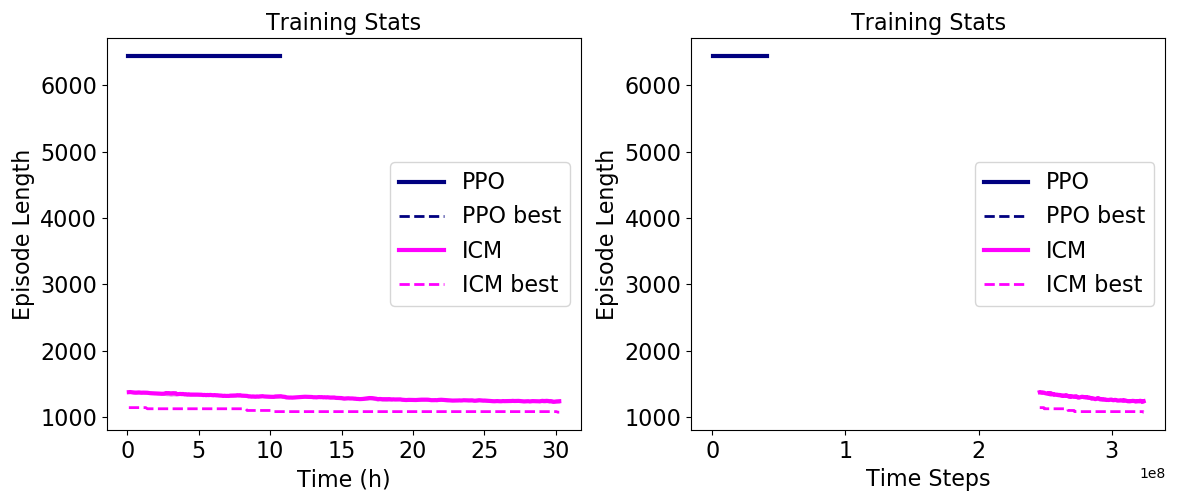 Training Stats
Episode Length
6000
5000
4000
3000
2000
1000
PPO
PPO best
ICM
ICM best
0 5 10 15 20 25 30
Time (h)
Training Stats
Episode Length
6000
5000
4000
3000
2000
1000
PPO
PPO best
ICM
ICM best
0 1 2 3
1e8
Time Steps